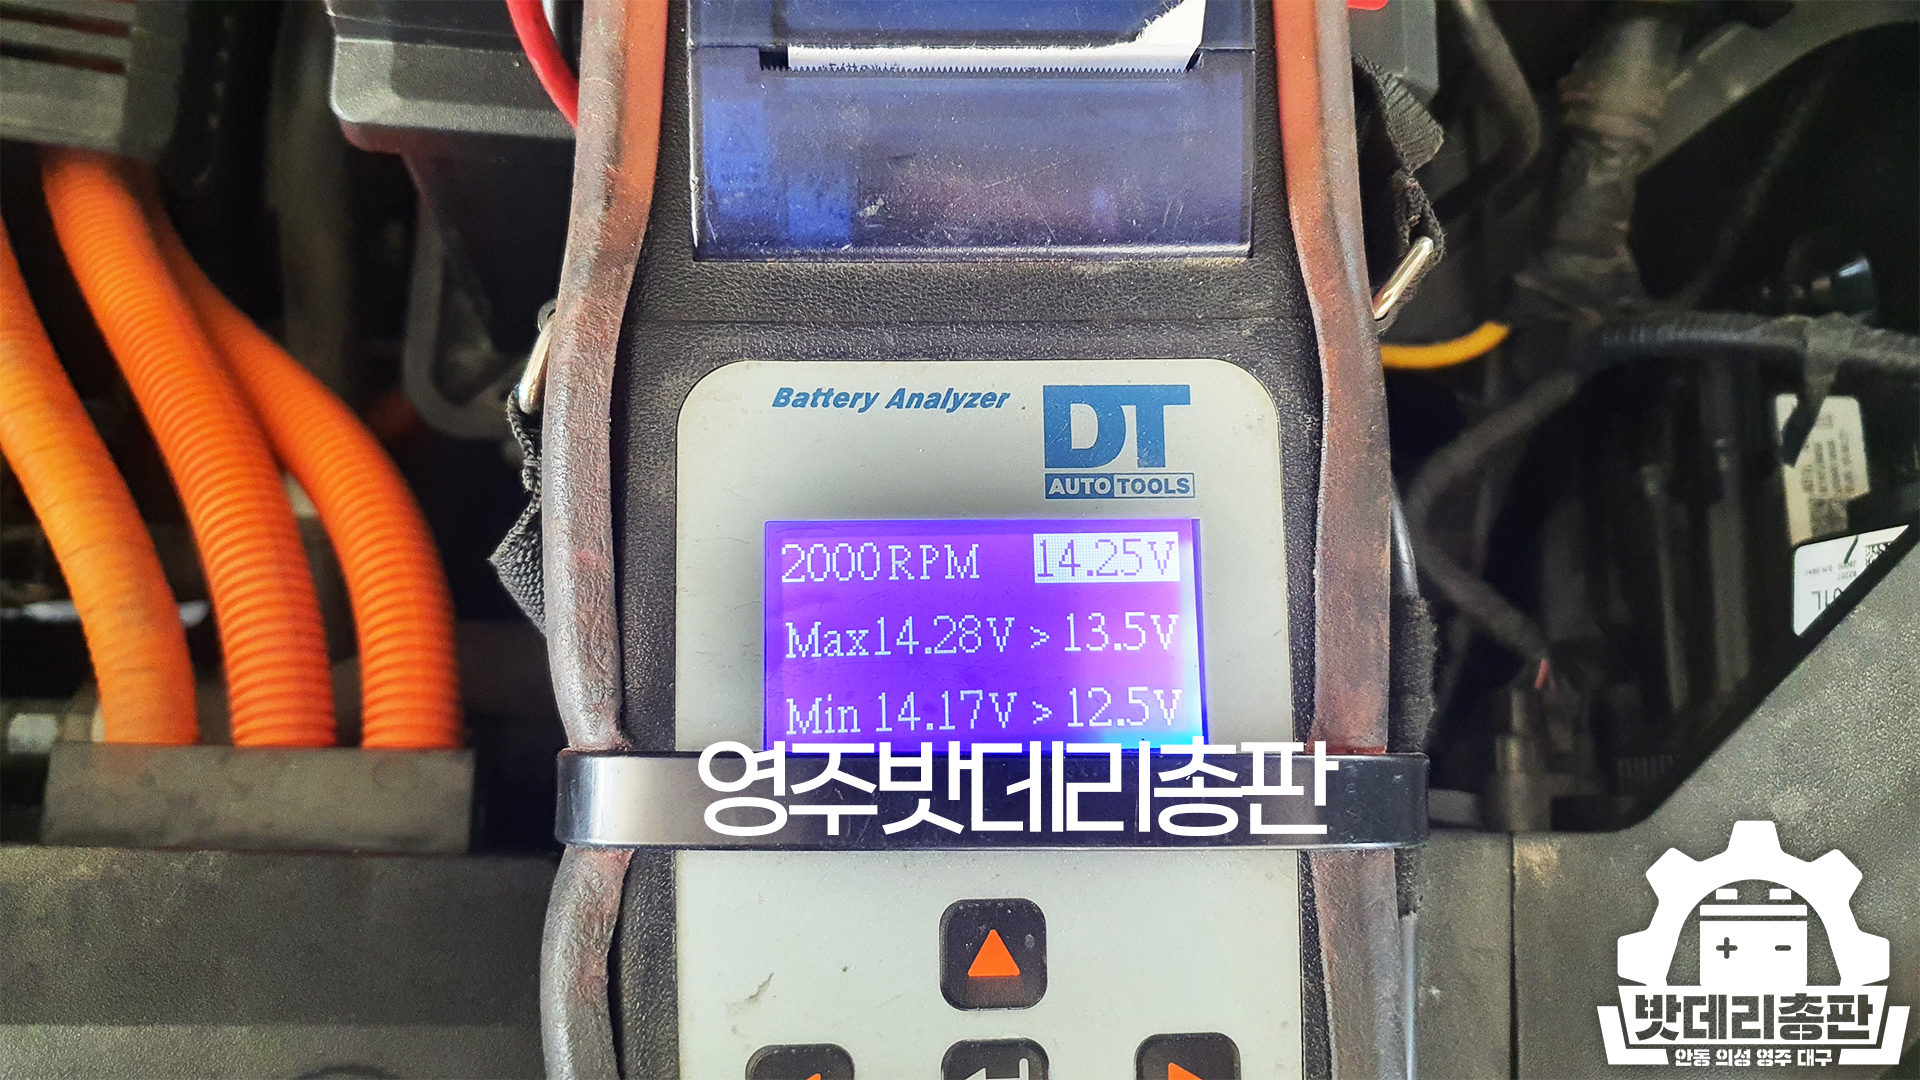 Battery Analyzer
DT
AUTO TOOLS
2000RPM 14.25V
Max14.28V > 13.5V
Min 14.17V > 12.5V
영주밧데리총판
밧데리총판
안동 의성 영주 대구